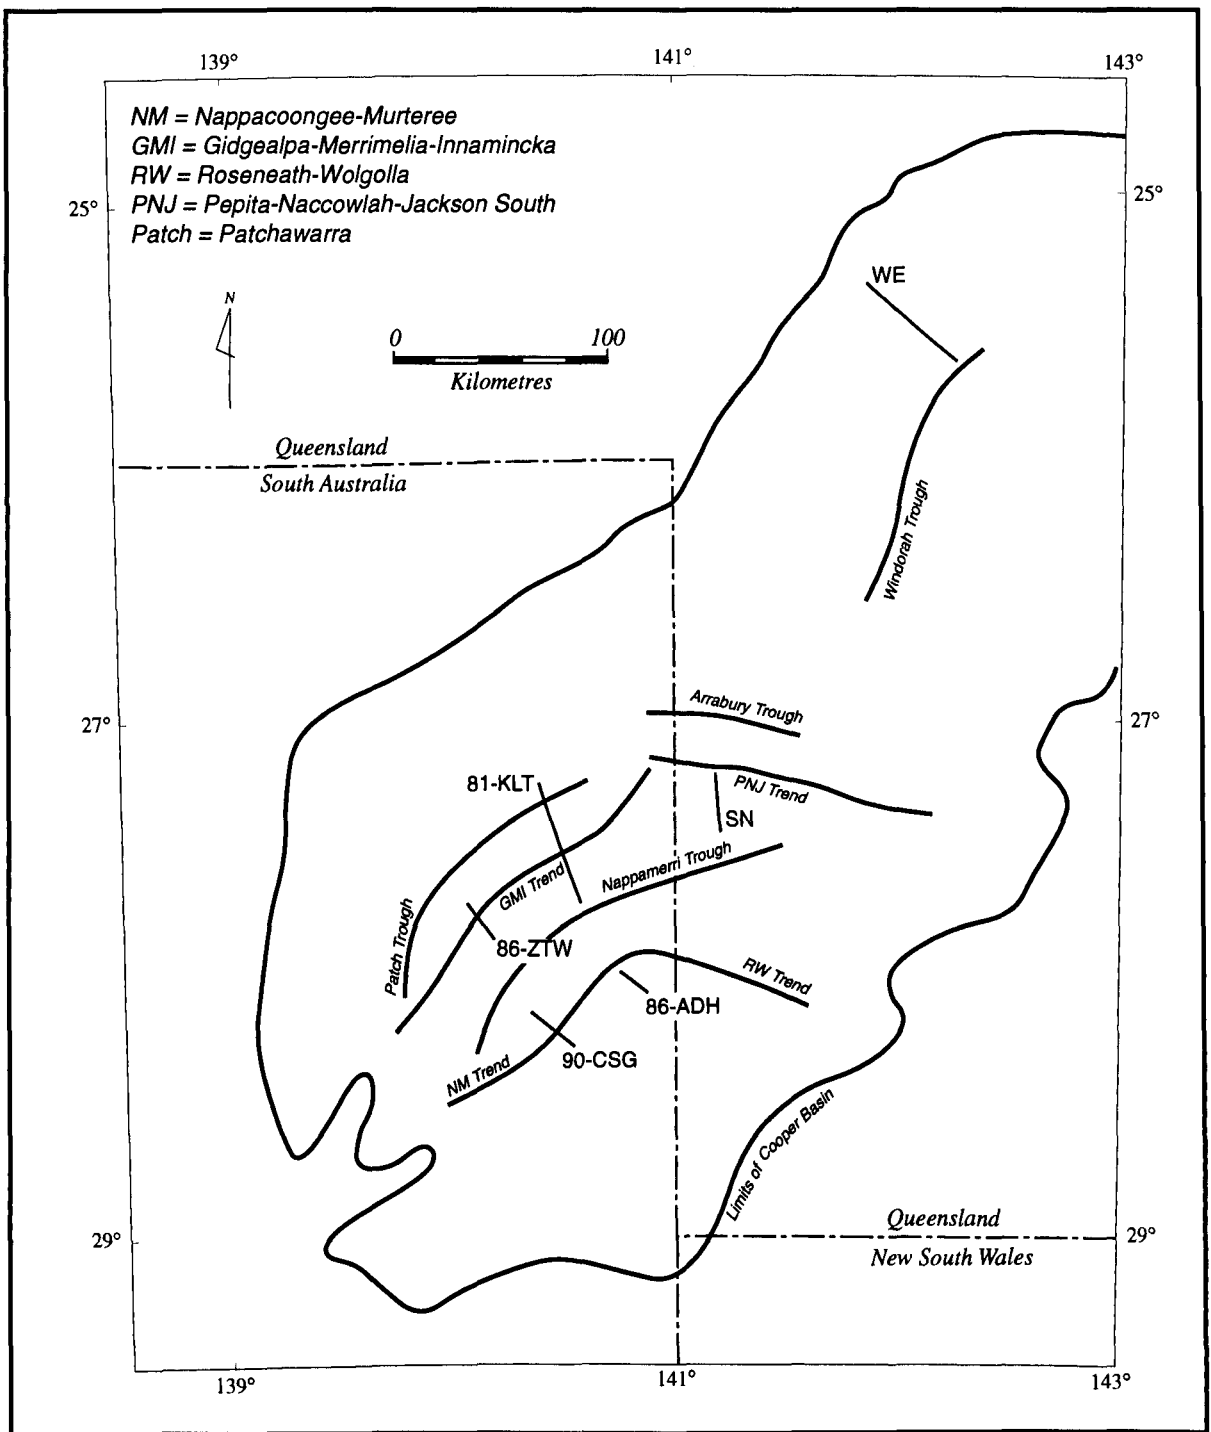 139°
141°
143°
NM = Nappacoongee-Murteree
GMI = Gidgealpa-Merrimelia-Innamincka
RW = Roseneath-Wolgolla
PNJ = Pepita-Naccowlah-Jackson South
Patch = Patchawarra
25°
25°
N
0
100
Kilometres
WE
Queensland
South Australia
Windorah Trough
Arrabury Trough
27°
27°
PNJ Trend
81-KLT
SN
Nappamerri Trough
GMI Trend
Patch Trough
86-ZTW
RW Trend
86-ADH
90-CSG
NM Trend
Limits of Cooper Basin
Queensland
New South Wales
29°
29°
139°
141°
143°